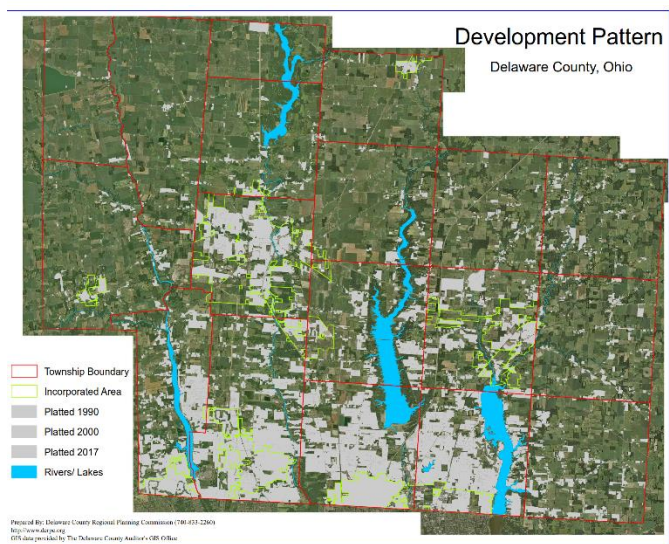 Development Pattern
Delaware County, Ohio
Township Boundary
Incorporated Area
Platted 1990
Platted 2000
Platted 2017
Rivers/ Lakes
Prepared By: Delaware County Regional Planning Commission (740-833-2260)
http://www.dcrpc.org
GIS data provided by The Delaware County Auditor's GIS Office